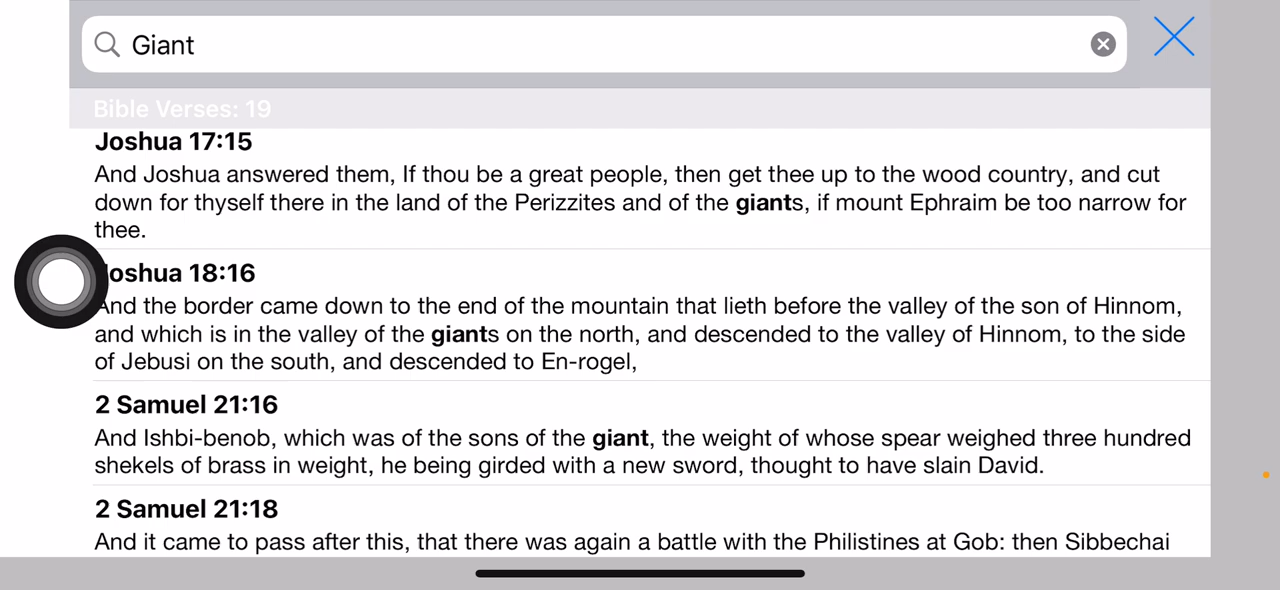 Giant
Bible Verses: 19
Joshua 17:15
And Joshua answered them, If thou be a great people, then get thee up to the wood country, and cut
down for thyself there in the land of the Perizzites and of the giants, if mount Ephraim be too narrow for
thee.
Joshua 18:16
And the border came down to the end of the mountain that lieth before the valley of the son of Hinnom,
and which is in the valley of the giants on the north, and descended to the valley of Hinnom, to the side
of Jebusi on the south, and descended to En-rogel,
2 Samuel 21:16
And Ishbi-benob, which was of the sons of the giant, the weight of whose spear weighed three hundred
shekels of brass in weight, he being girded with a new sword, thought to have slain David.
2 Samuel 21:18
And it came to pass after this, that there was again a battle with the Philistines at Gob: then Sibbechai